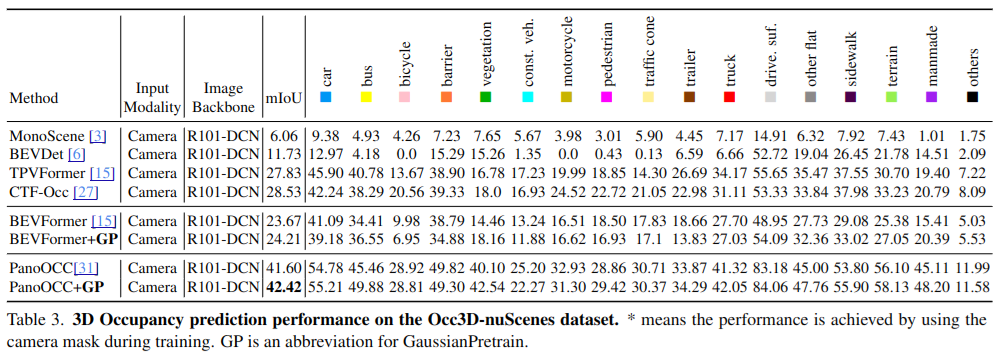 Method Input Modality Image Backbone mIoU car bus bicycle barrier vegetation const. veh. motorcycle pedestrian traffic cone trailer truck drive. suf. other flat sidewalk terrain manmade others
MonoScene [3] Camera R101-DCN 6.06 9.38 4.93 4.26 7.23 7.65 5.67 3.98 3.01 5.90 4.45 7.17 14.91 6.32 7.92 7.43 1.01 1.75
BEVDet [6] Camera R101-DCN 11.73 12.97 4.18 0.0 15.29 15.26 1.35 0.0 0.43 0.13 6.59 6.66 52.72 19.04 26.45 21.78 14.51 2.09
TPVFormer [15] Camera R101-DCN 27.83 45.90 40.78 13.67 38.90 16.78 17.23 19.99 18.85 14.30 26.69 34.17 55.65 35.47 37.55 30.70 19.40 7.22
CTF-Occ [27] Camera R101-DCN 28.53 42.24 38.29 20.56 39.33 18.0 16.93 24.52 22.72 21.05 22.98 31.11 53.33 33.84 37.98 33.23 20.79 8.09
BEVFormer [15] Camera R101-DCN 23.67 41.09 34.41 9.98 38.79 14.46 13.24 16.51 18.50 17.83 18.66 27.70 48.95 27.73 29.08 25.38 15.41 5.03
BEVFormer+GP Camera R101-DCN 24.21 39.18 36.55 6.95 34.88 18.16 11.88 16.62 16.93 17.1 13.83 27.03 54.09 32.36 33.02 27.05 20.39 5.53
PanoOCC[31] Camera R101-DCN 41.60 54.78 45.46 28.92 49.82 40.10 25.20 32.93 28.86 30.71 33.87 41.32 83.18 45.00 53.80 56.10 45.11 11.99
PanoOCC+GP Camera R101-DCN 42.42 55.21 49.88 28.81 49.30 42.54 22.27 31.30 29.42 30.37 34.29 42.05 84.06 47.76 55.90 58.13 48.20 11.58
Table 3. 3D Occupancy prediction performance on the Occ3D-nuScenes dataset. * means the performance is achieved by using the
camera mask during training. GP is an abbreviation for GaussianPretrain.